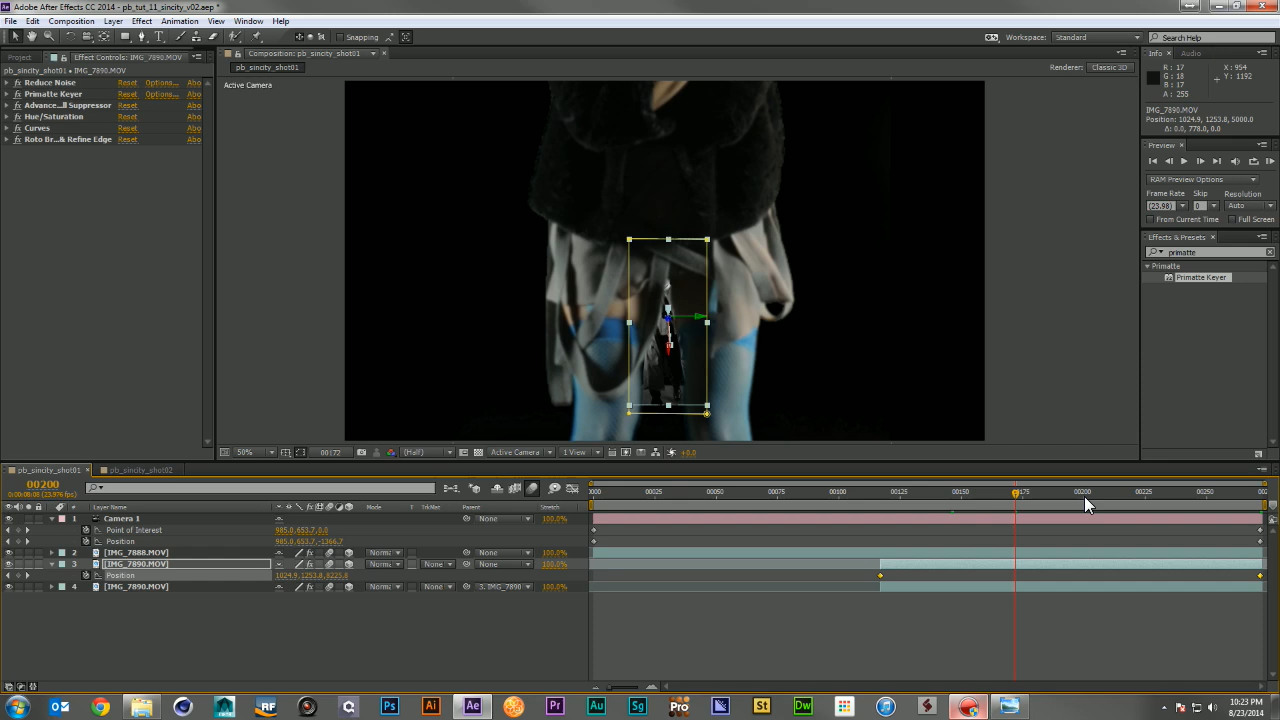 Adobe After Effects CC 2014 - pb_tut_11_sincity_v02.aep *
File Edit Composition Layer Effect Animation View Window Help
Snapping
Workspace: Standard
Search Help
Project Effect Controls: IMG_7890.MOV
pb_sincity_shot01 • IMG_7890.MOV
Reduce Noise Reset Options... Abo
Primatte Keyer Reset Options... Abo
Advance...ll Suppressor Reset Abo
Hue/Saturation Reset Abo
Curves Reset Abo
Roto Br...& Refine Edge Reset Abo
Composition: pb_sincity_shot01
pb_sincity_shot01
Renderer: Classic 3D
Active Camera
50% 00172 (Half) Active Camera 1 View +0.0
Info Audio
R: 17 X: 954
G: 18 Y: 1192
B: 17
A: 255
IMG_7890.MOV
Position: 1024.9, 1253.8, 5000.0
Δ: 0.0, 778.0, 0.0
Preview
RAM Preview Options
Frame Rate Skip Resolution
(23.98) 0 Auto
From Current Time Full Screen
Effects & Presets
primatte
Primatte
Primatte Keyer
pb_sincity_shot01 pb_sincity_shot02
00200
0:00:08:08 (23.976 fps)
# Layer Name Mode T TrkMat Parent Stretch
0000 00025 00050 00075 00100 00125 00150 00175 00200 00225 00250
1 Camera 1 None 100.0%
Point of Interest 985.0,653.7,0.0
Position 985.0,653.7,-1366.7
2 [IMG_7888.MOV] Norma None 100.0%
3 [IMG_7890.MOV] Norma None None 100.0%
Position 1024.9,1253.8,8225.8
4 [IMG_7890.MOV] Norma None 3. IMG_7890 100.0%
10:23 PM
8/23/2014